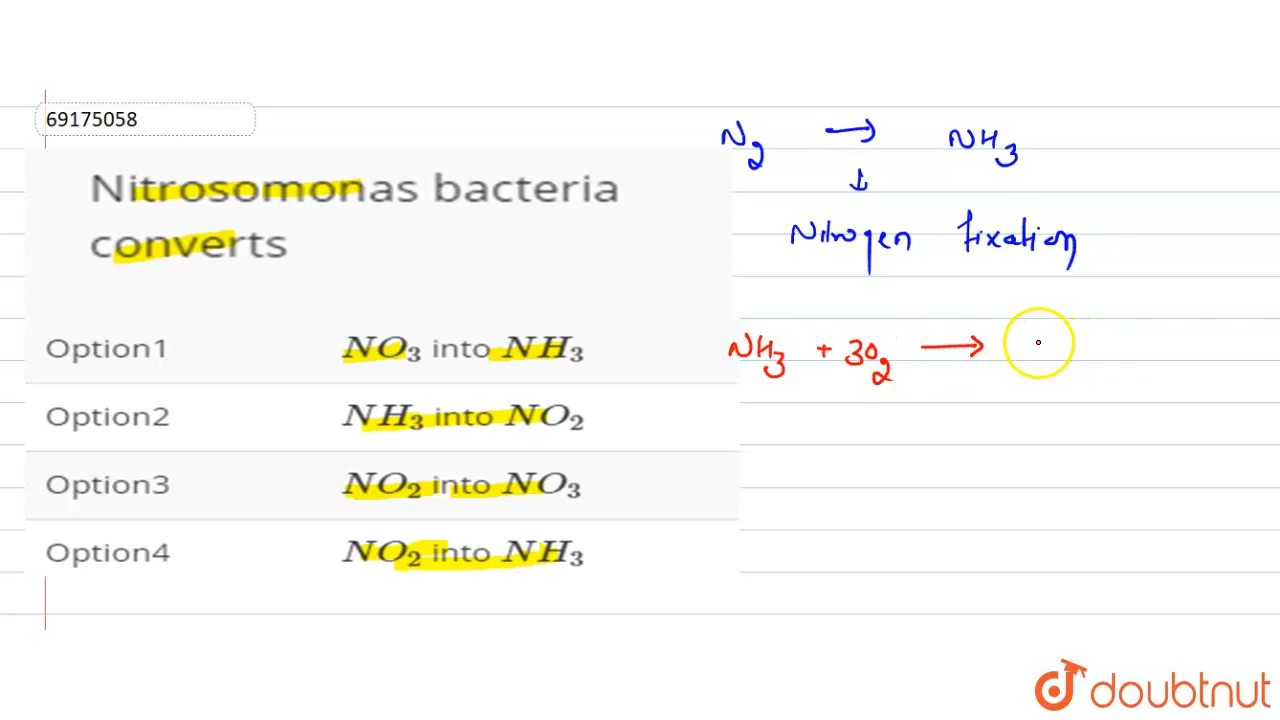 69175058
Nitrosomonas bacteria
converts
Option1 NO₃ into NH₃
Option2 NH₃ into NO₂
Option3 NO₂ into NO₃
Option4 NO₂ into NH₃
N₂ → NH₃
↓
Nitrogen fixation
NH₃ + 3O₂ →
doubtnut